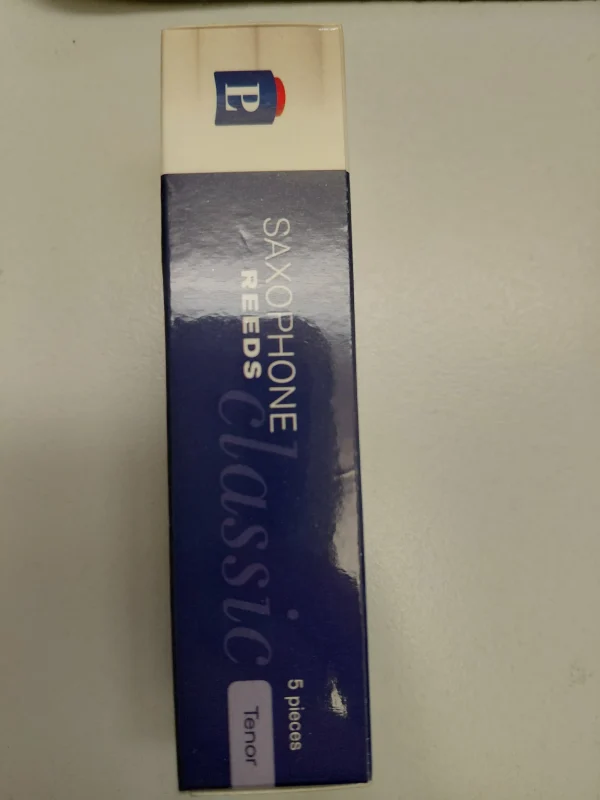 P
SAXOPHONE
REEDS
classic
5 pieces
Tenor